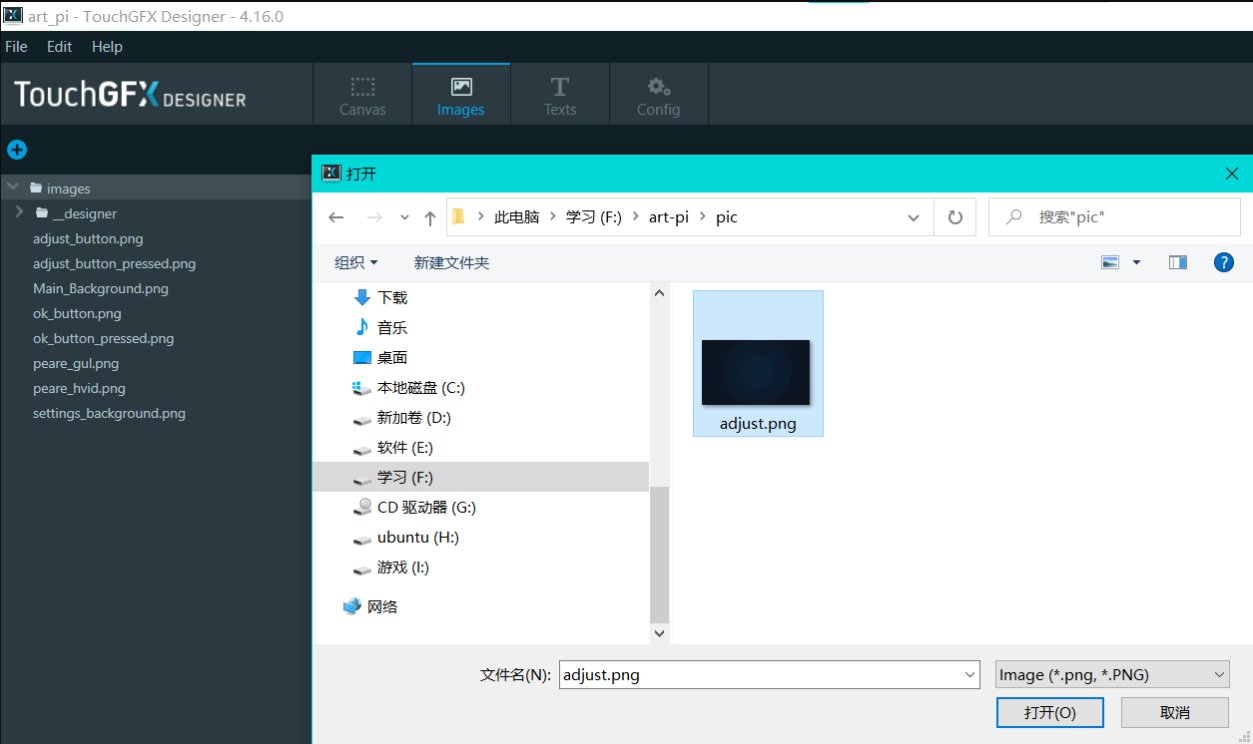 art_pi - TouchGFX Designer - 4.16.0
File Edit Help
TouchGFX DESIGNER
Canvas
Images
Texts
Config
images
__designer
adjust_button.png
adjust_button_pressed.png
Main_Background.png
ok_button.png
ok_button_pressed.png
peare_gul.png
peare_hvid.png
settings_background.png
打开
此电脑 > 学习 (F:) > art-pi > pic
搜索"pic"
组织 新建文件夹
下载
音乐
桌面
本地磁盘 (C:)
新加卷 (D:)
软件 (E:)
学习 (F:)
CD 驱动器 (G:)
ubuntu (H:)
游戏 (I:)
网络
adjust.png
文件名(N): adjust.png
Image (*.png, *.PNG)
打开(O) 取消